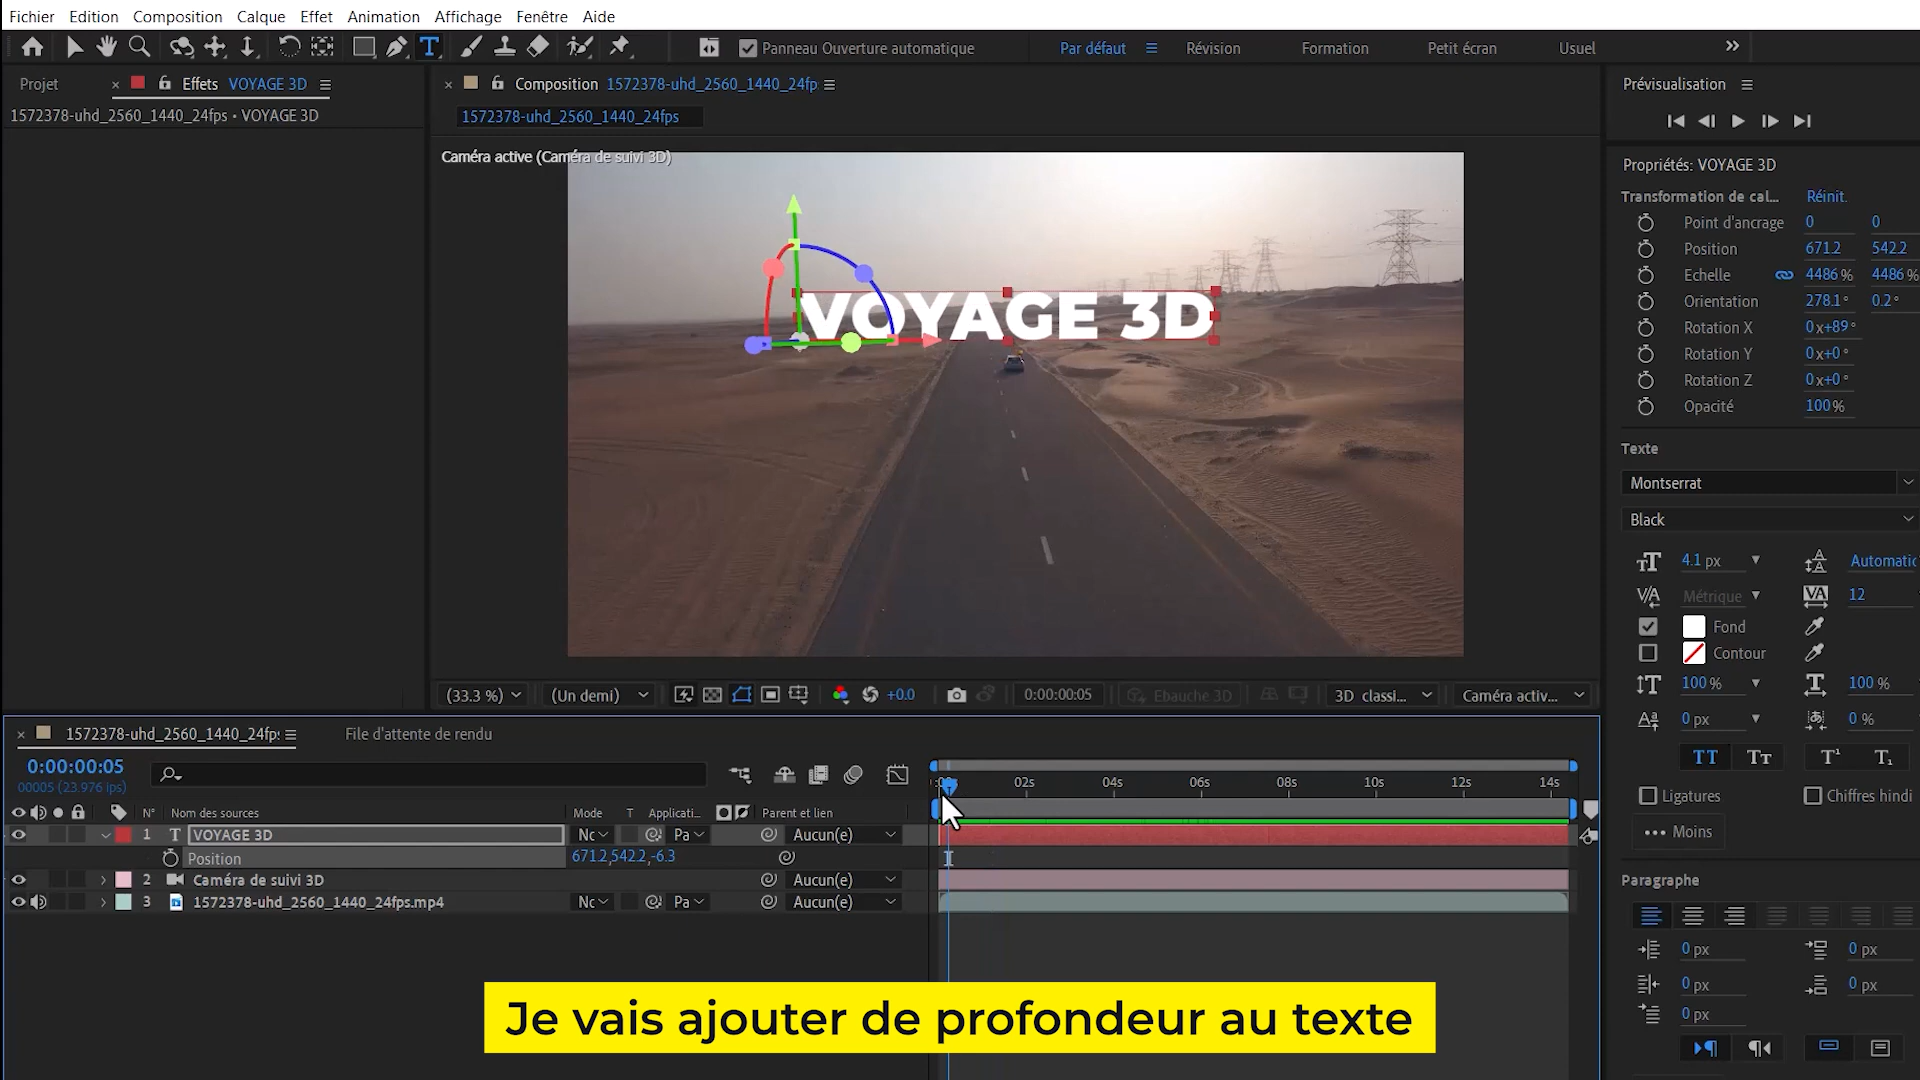 Fichier Edition Composition Calque Effet Animation Affichage Fenêtre Aide
Panneau Ouverture automatique Par défaut Révision Formation Petit écran Usuel
Projet Effets VOYAGE 3D
1572378-uhd_2560_1440_24fps • VOYAGE 3D
Composition 1572378-uhd_2560_1440_24fp
1572378-uhd_2560_1440_24fps
Caméra active (Caméra de suivi 3D)
VOYAGE 3D
(33.3 %) (Un demi) +0.0 0:00:00:05 Ebauche 3D 3D classi... Caméra activ...
Prévisualisation
Propriétés: VOYAGE 3D
Transformation de cal... Réinit.
Point d'ancrage 0 0
Position 671.2 542.2
Echelle 4486 % 4486 %
Orientation 278.1° 0.2°
Rotation X 0x+89°
Rotation Y 0x+0°
Rotation Z 0x+0°
Opacité 100 %
Texte
Montserrat
Black
4.1 px Automatic
Métrique 12
Fond
Contour
100 % 100 %
0 px 0 %
Ligatures Chiffres hindi
Moins
Paragraphe
0 px 0 px
0 px 0 px
0 px
1572378-uhd_2560_1440_24fp: File d'attente de rendu
0:00:00:05
00005 (23.976 ips)
02s 04s 06s 08s 10s 12s 14s
N° Nom des sources Mode T Applicati... Parent et lien
1 T VOYAGE 3D Nc Pa Aucun(e)
Position 671.2,542.2,-6.3
2 Caméra de suivi 3D Aucun(e)
3 1572378-uhd_2560_1440_24fps.mp4 Nc Pa Aucun(e)
Je vais ajouter de profondeur au texte